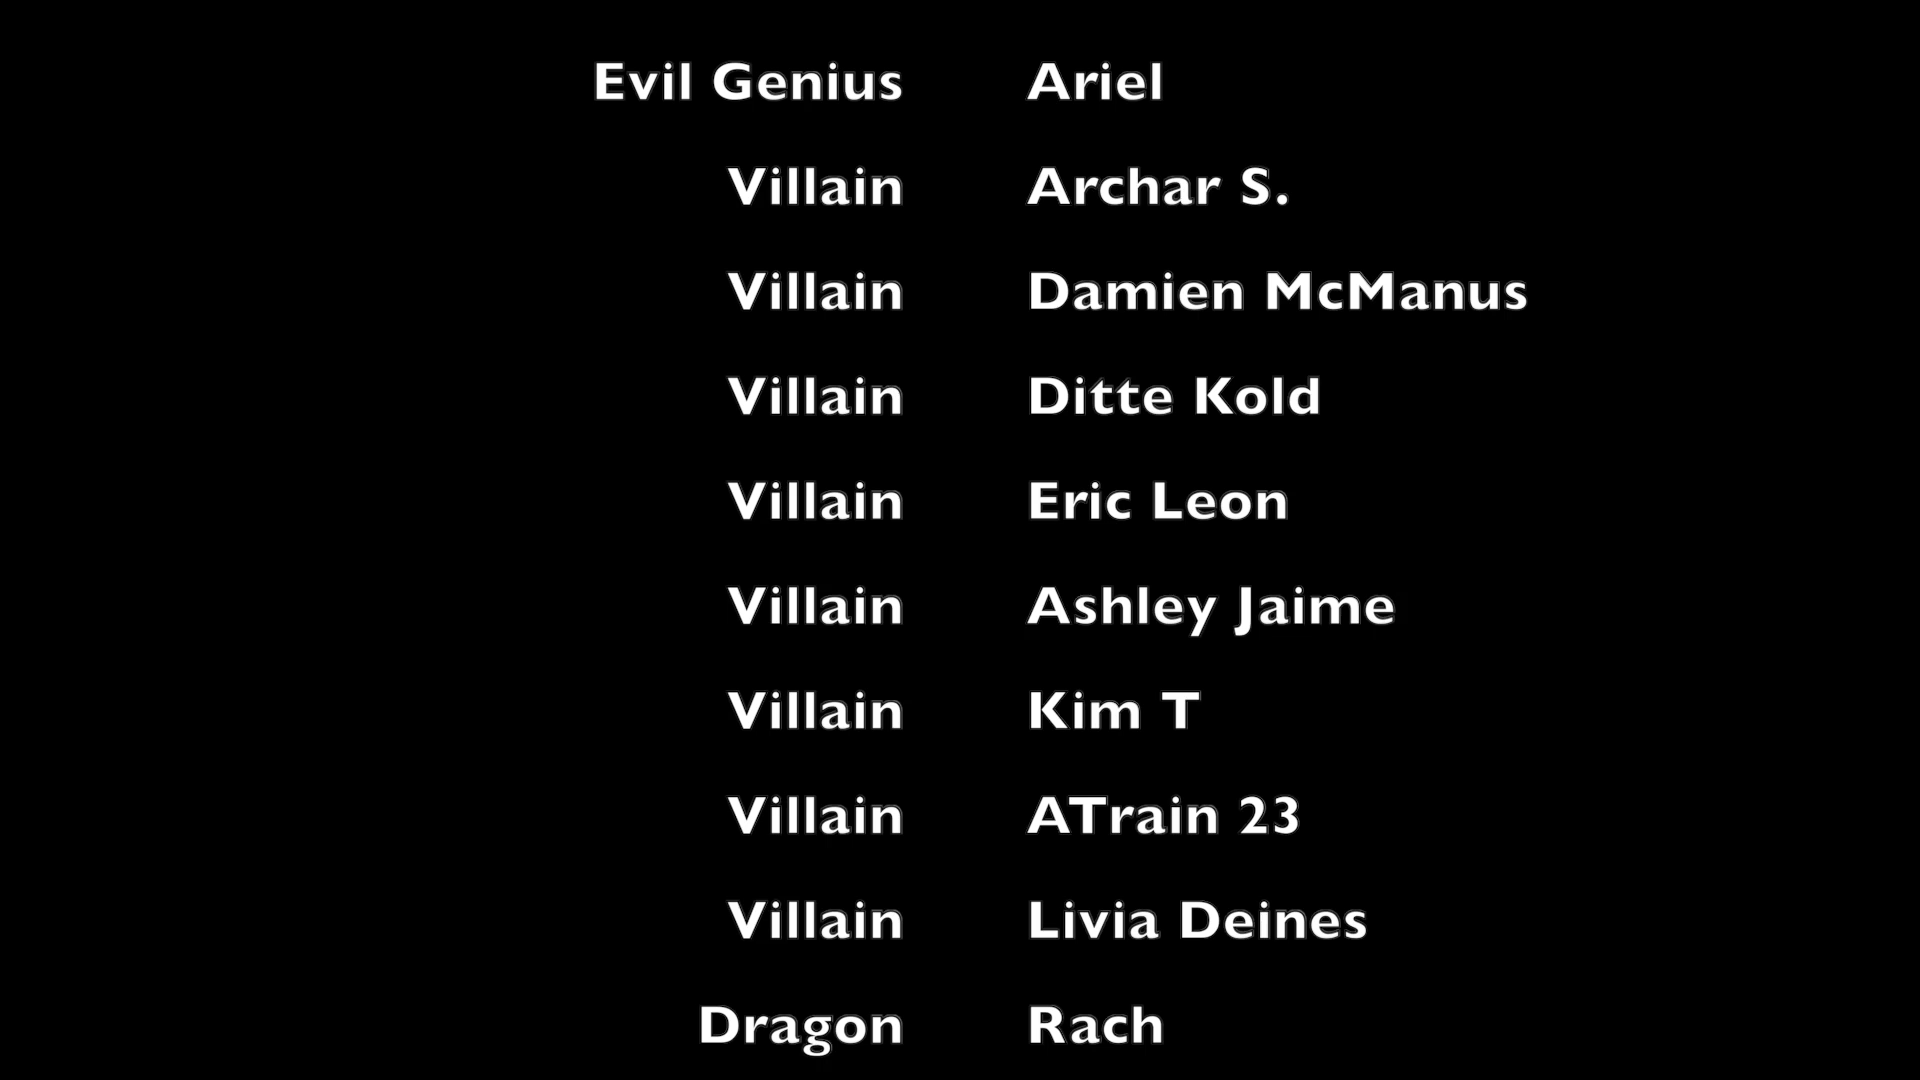 Evil Genius Ariel
Villain Archar S.
Villain Damien McManus
Villain Ditte Kold
Villain Eric Leon
Villain Ashley Jaime
Villain Kim T
Villain ATrain 23
Villain Livia Deines
Dragon Rach